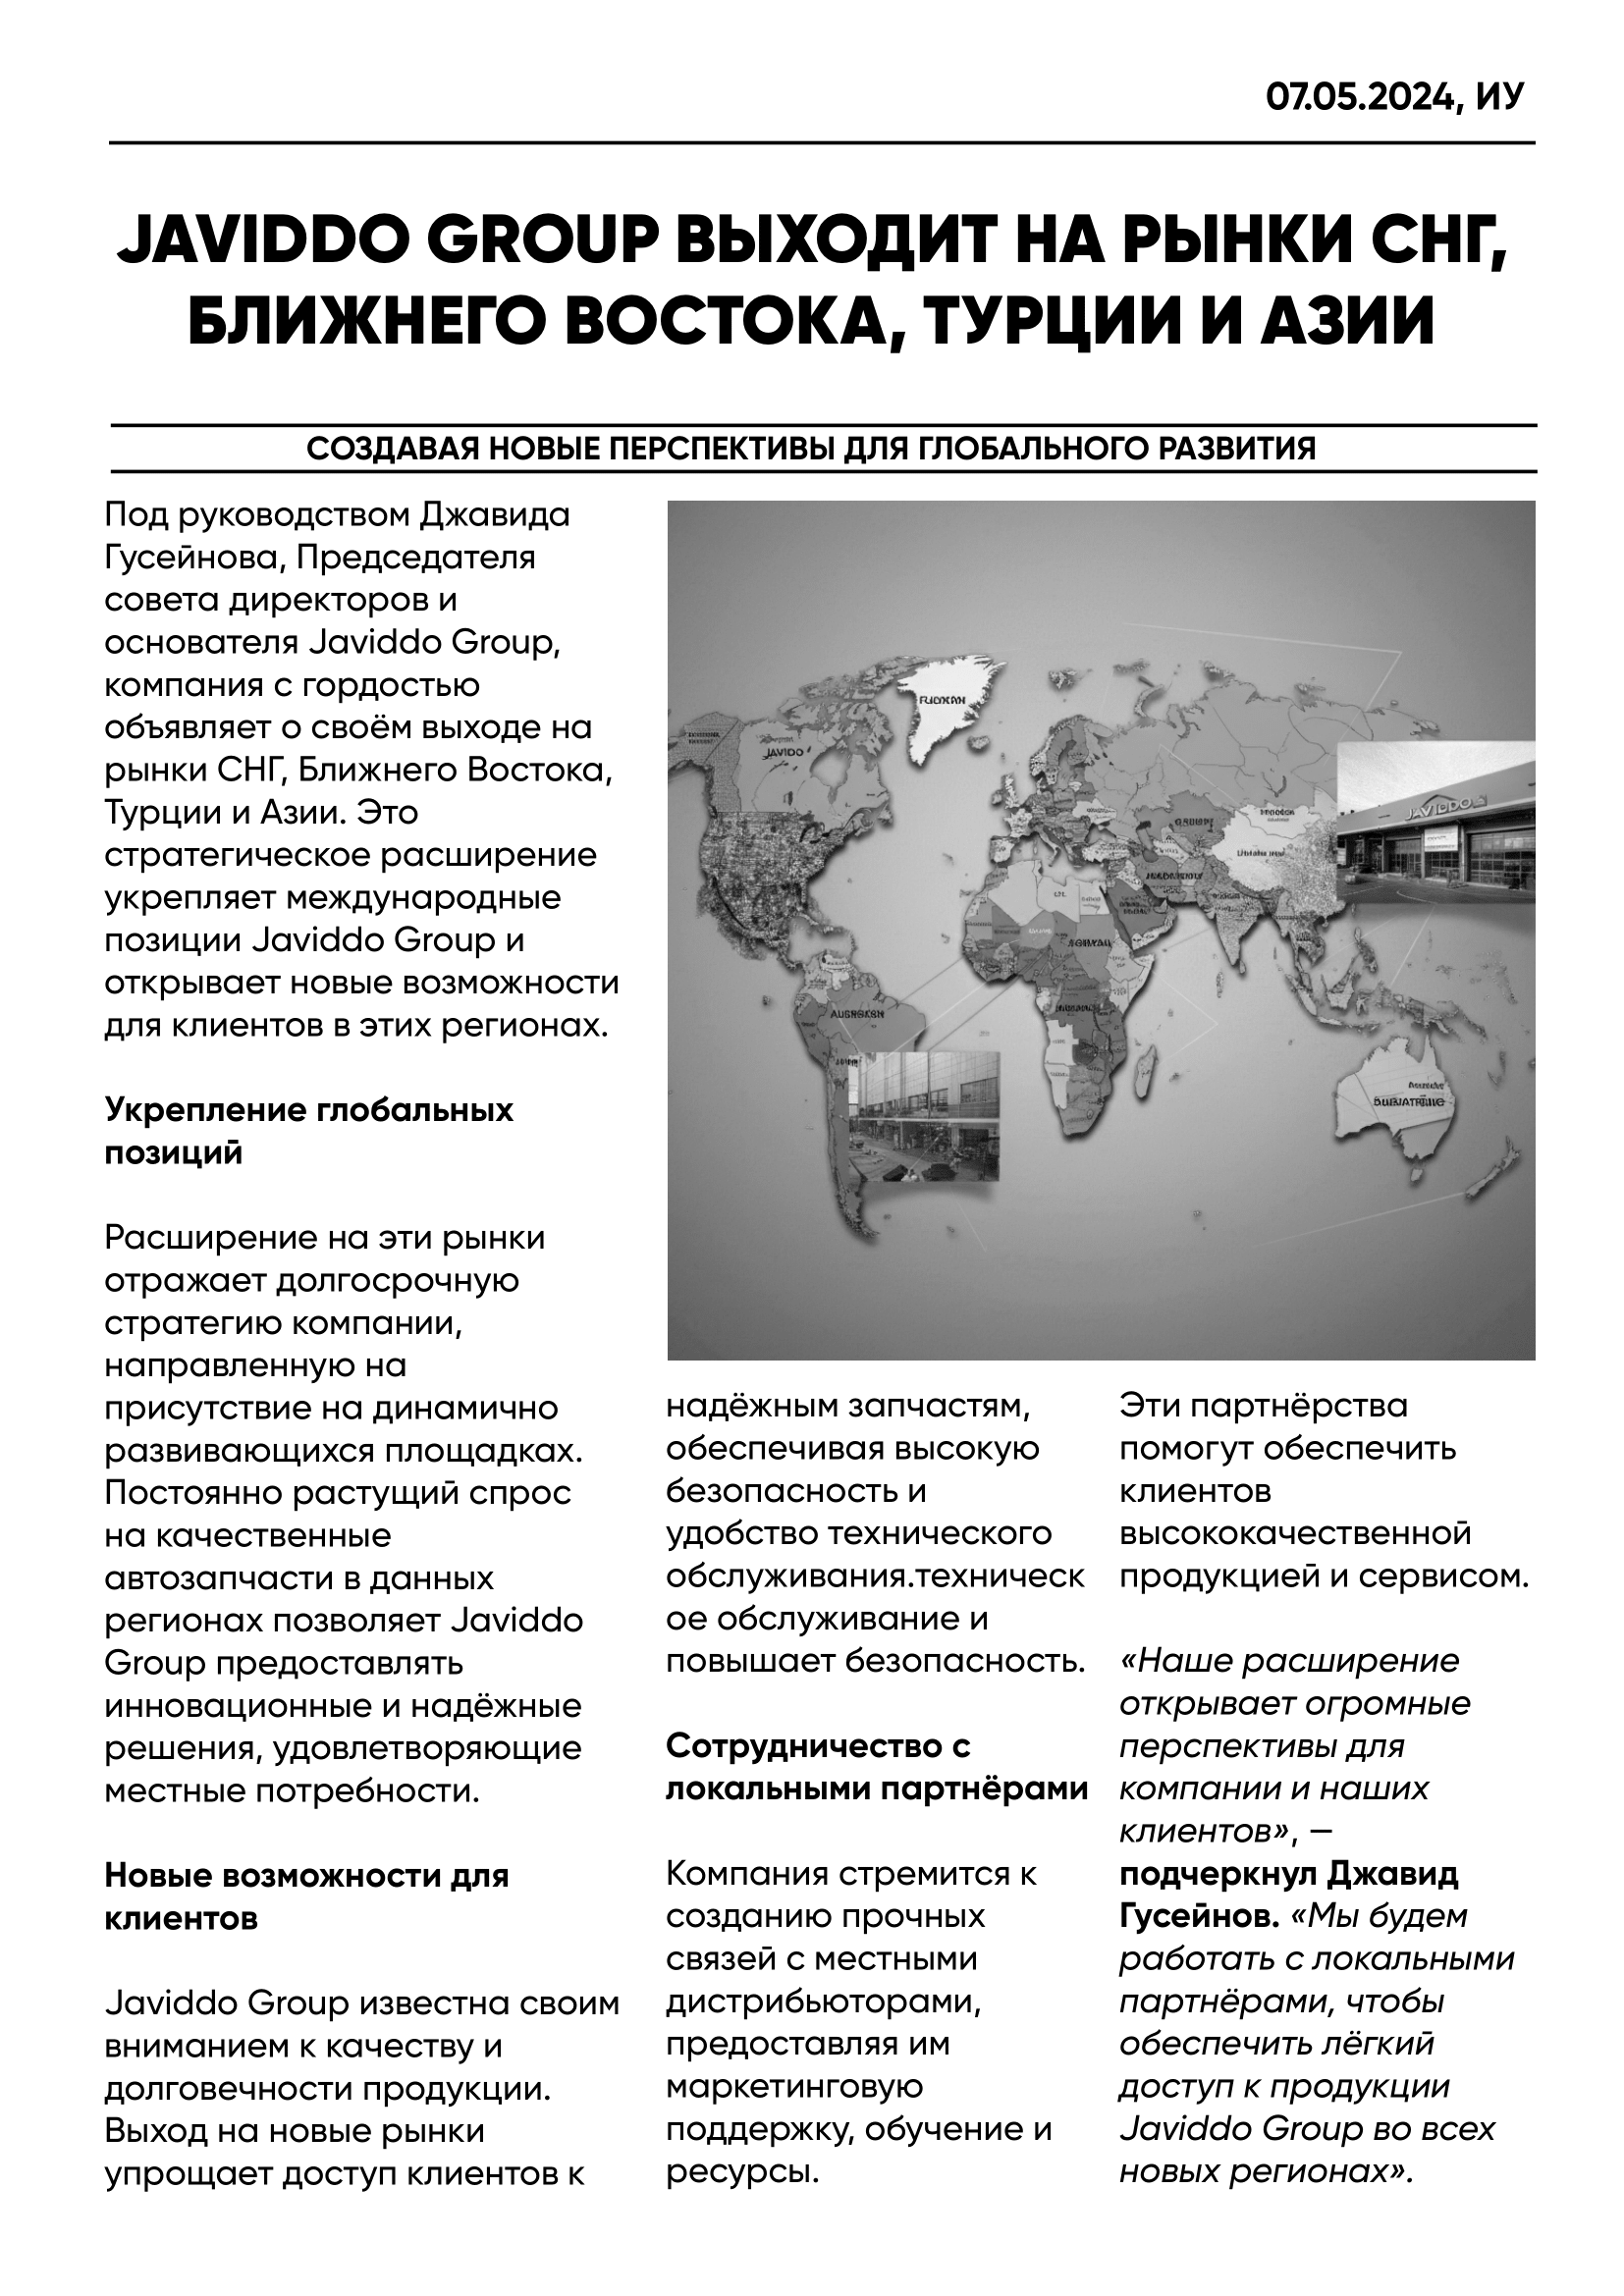 07.05.2024, ИУ
JAVIDDO GROUP ВЫХОДИТ НА РЫНКИ СНГ,
БЛИЖНЕГО ВОСТОКА, ТУРЦИИ И АЗИИ
СОЗДАВАЯ НОВЫЕ ПЕРСПЕКТИВЫ ДЛЯ ГЛОБАЛЬНОГО РАЗВИТИЯ
Под руководством Джавида
Гусейнова, Председателя
совета директоров и
основателя Javiddo Group,
компания с гордостью
объявляет о своём выходе на
рынки СНГ, Ближнего Востока,
Турции и Азии. Это
стратегическое расширение
укрепляет международные
позиции Javiddo Group и
открывает новые возможности
для клиентов в этих регионах.
Укрепление глобальных
позиций
Расширение на эти рынки
отражает долгосрочную
стратегию компании,
направленную на
присутствие на динамично
развивающихся площадках.
Постоянно растущий спрос
на качественные
автозапчасти в данных
регионах позволяет Javiddo
Group предоставлять
инновационные и надёжные
решения, удовлетворяющие
местные потребности.
Новые возможности для
клиентов
Javiddo Group известна своим
вниманием к качеству и
долговечности продукции.
Выход на новые рынки
упрощает доступ клиентов к
JAVIDO
JAVIDDO
надёжным запчастям,
обеспечивая высокую
безопасность и
удобство технического
обслуживания.техническ
ое обслуживание и
повышает безопасность.
Сотрудничество с
локальными партнёрами
Компания стремится к
созданию прочных
связей с местными
дистрибьюторами,
предоставляя им
маркетинговую
поддержку, обучение и
ресурсы.
Эти партнёрства
помогут обеспечить
клиентов
высококачественной
продукцией и сервисом.
«Наше расширение
открывает огромные
перспективы для
компании и наших
клиентов», —
подчеркнул Джавид
Гусейнов. «Мы будем
работать с локальными
партнёрами, чтобы
обеспечить лёгкий
доступ к продукции
Javiddo Group во всех
новых регионах».